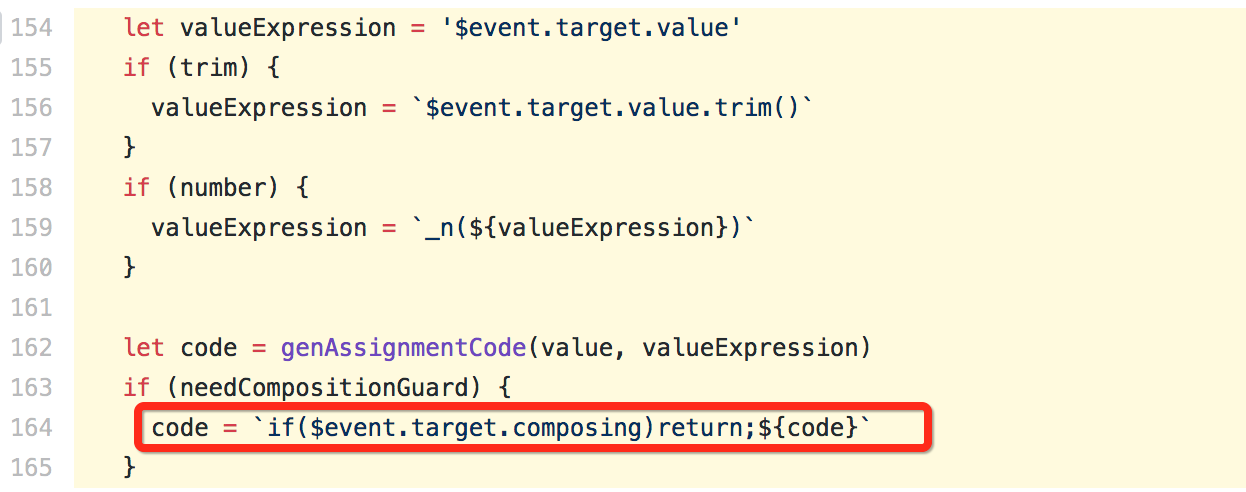 154 let valueExpression = '$event.target.value'
155 if (trim) {
156 valueExpression = `$event.target.value.trim()`
157 }
158 if (number) {
159 valueExpression = `_n(${valueExpression})`
160 }
161
162 let code = genAssignmentCode(value, valueExpression)
163 if (needCompositionGuard) {
164 code = `if($event.target.composing)return;${code}`
165 }